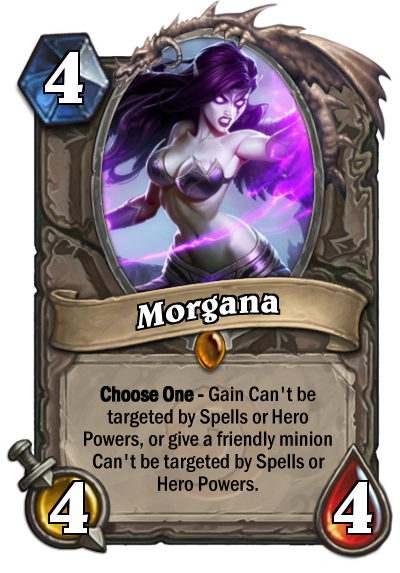 4
Morgana
Choose One - Gain Can't be
targeted by Spells or Hero
Powers, or give a friendly minion
Can't be targeted by Spells or
Hero Powers.
4
4